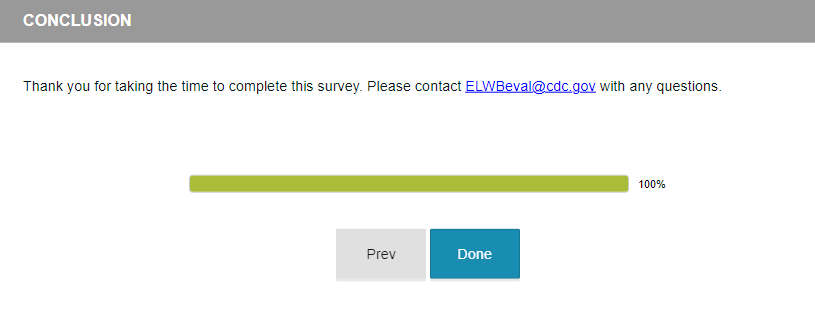 CONCLUSION
Thank you for taking the time to complete this survey. Please contact ELWBeval@cdc.gov with any questions.
100%
Prev
Done